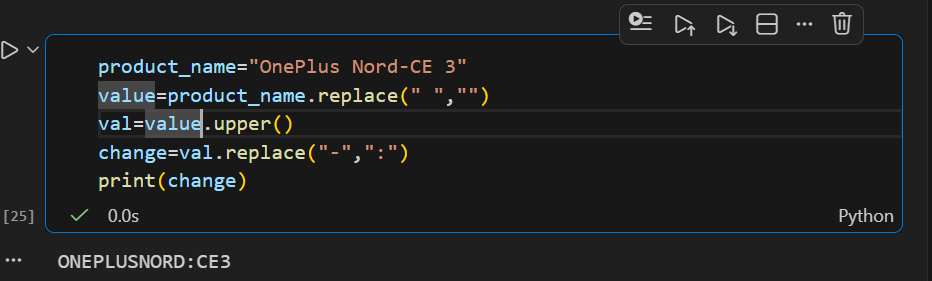 product_name="OnePlus Nord-CE 3"
value=product_name.replace(" ","")
val=value.upper()
change=val.replace("-",":")
print(change)
[25]
0.0s
Python
ONEPLUSNORD:CE3